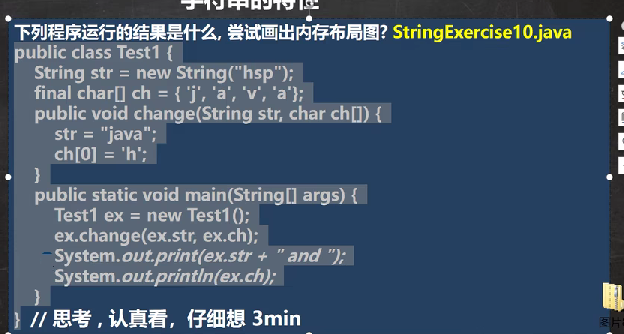 字符串的特性
下列程序运行的结果是什么, 尝试画出内存布局图? StringExercise10.java
public class Test1 {
String str = new String("hsp");
final char[] ch = { 'j', 'a', 'v', 'a'};
public void change(String str, char ch[]) {
str = "java";
ch[0] = 'h';
}
public static void main(String[] args) {
Test1 ex = new Test1();
ex.change(ex.str, ex.ch);
System.out.print(ex.str + " and ");
System.out.println(ex.ch);
}
} // 思考 , 认真看，仔细想 3min